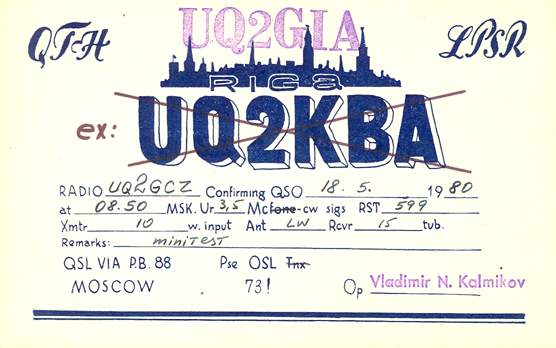 UQ2GIA
QTH LPSR
RIGA
ex: UQ2KBA
RADIO UQ2GCZ Confirming QSO 18. 5. 1980
at 08.50 MSK. Ur 3,5 Mc fone-cw sigs RST 599
Xmtr 10 w. input Ant LW Rcvr 15 tub.
Remarks: minitest
QSL VIA P.B. 88 Pse QSL Tnx
MOSCOW 73! Op Vladimir N. Kalmikov